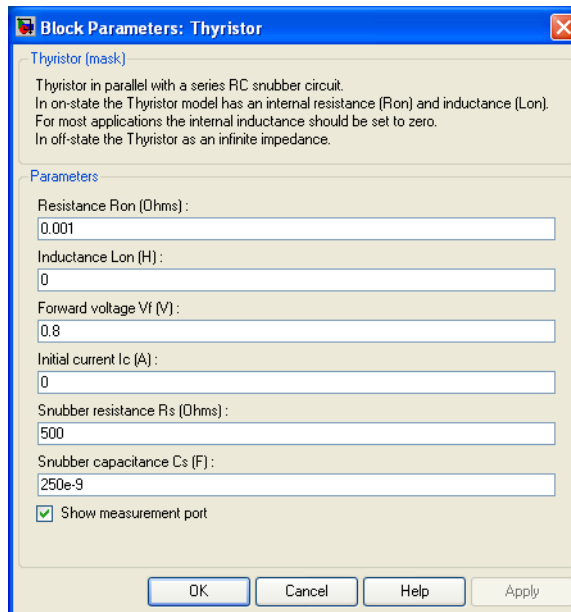 Block Parameters: Thyristor
Thyristor (mask)
Thyristor in parallel with a series RC snubber circuit.
In on-state the Thyristor model has an internal resistance (Ron) and inductance (Lon).
For most applications the internal inductance should be set to zero.
In off-state the Thyristor as an infinite impedance.
Parameters
Resistance Ron (Ohms) :
0.001
Inductance Lon (H) :
0
Forward voltage Vf (V) :
0.8
Initial current Ic (A) :
0
Snubber resistance Rs (Ohms) :
500
Snubber capacitance Cs (F) :
250e-9
Show measurement port
OK Cancel Help Apply